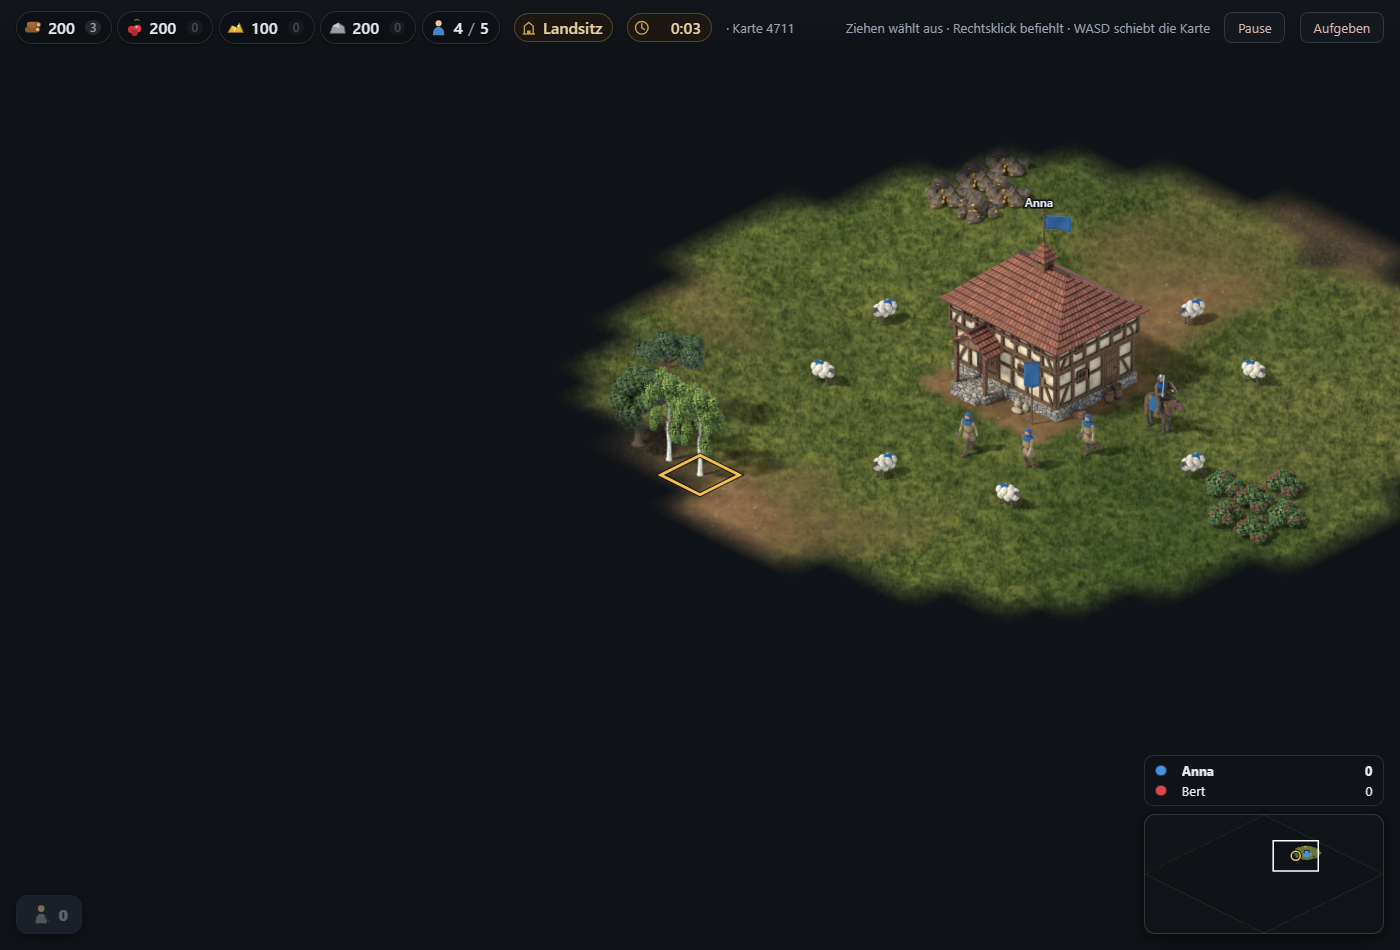 200 3 200 0 100 0 200 0 4 / 5 Landsitz 0:03 · Karte 4711 Ziehen wählt aus · Rechtsklick befiehlt · WASD schiebt die Karte Pause Aufgeben
Anna
Anna 0
Bert 0
0